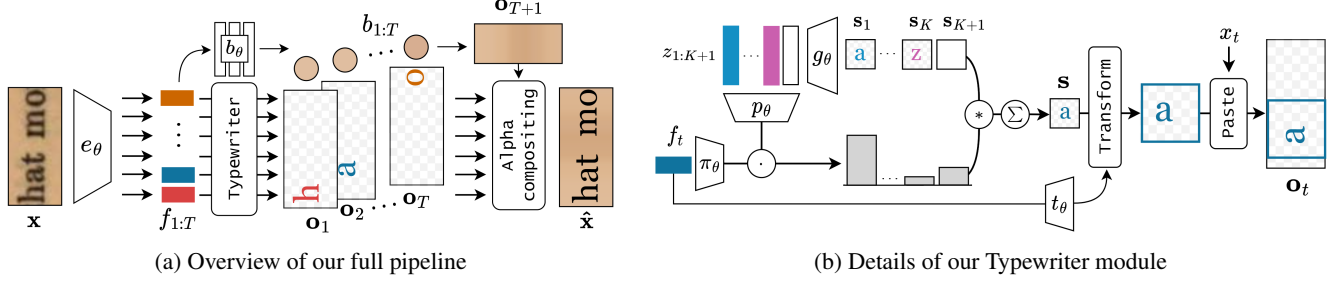 o_{T+1}
b_{1:T}
b_θ
...
hat mo
x
e_θ
f_{1:T}
Typewriter
h
a
o
o_1
o_2
...
o_T
Alpha
compositing
hat mo
x̂
(a) Overview of our full pipeline
z_{1:K+1}
...
g_θ
s_1
s_K
s_{K+1}
a
...
z
p_θ
f_t
π_θ
·
...
*
Σ
s
a
Transform
t_θ
a
x_t
Paste
a
o_t
(b) Details of our Typewriter module